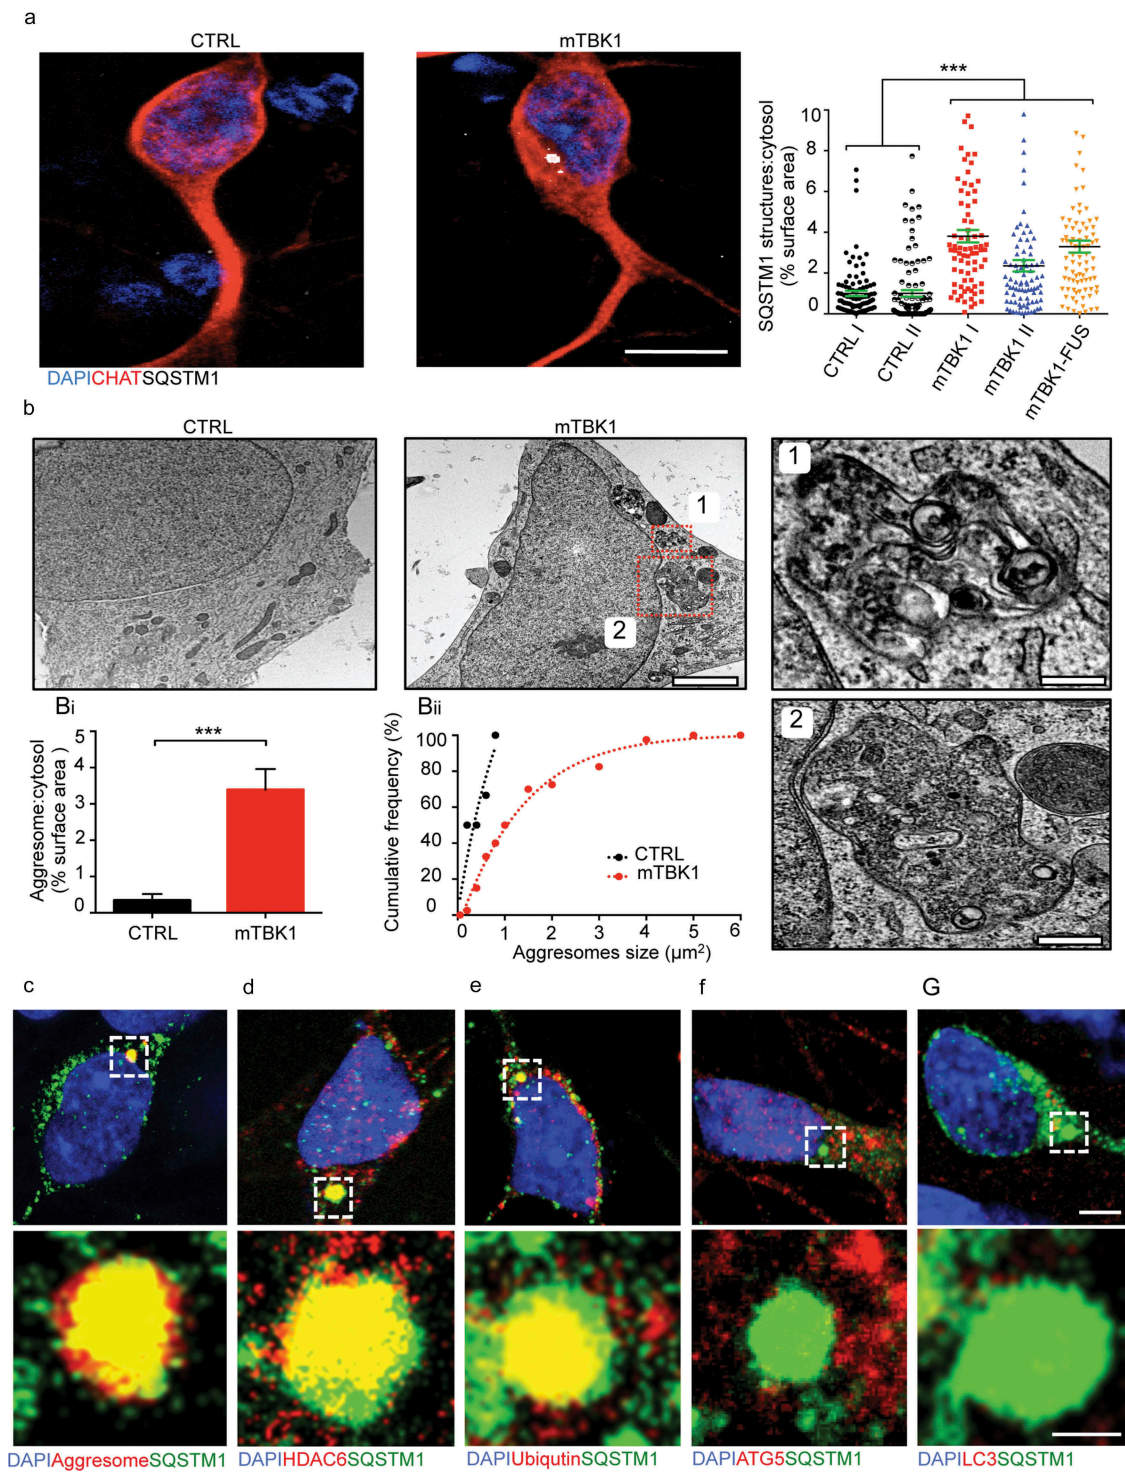 a
CTRL
mTBK1
DAPICHATSQSTM1
***
SQSTM1 structures:cytosol
(% surface area)
10
8
6
4
2
0
CTRL I
CTRL II
mTBK1 I
mTBK1 II
mTBK1-FUS
b
CTRL
mTBK1
1
2
1
2
Bi
***
Aggresome:cytosol
(% surface area )
5
4
3
2
1
0
CTRL
mTBK1
Bii
Cumulative frequency (%)
100
80
60
40
20
0
CTRL
mTBK1
0 1 2 3 4 5 6
Aggresomes size (µm²)
c
d
e
f
G
DAPIAggresomeSQSTM1
DAPIHDAC6SQSTM1
DAPIUbiqutinSQSTM1
DAPIATG5SQSTM1
DAPILC3SQSTM1